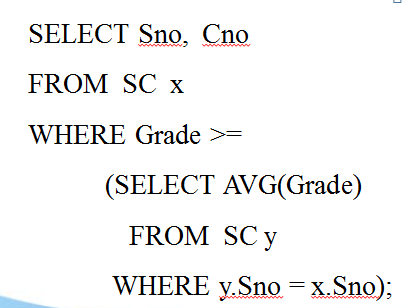 SELECT Sno, Cno
FROM SC x
WHERE Grade >=
(SELECT AVG(Grade)
FROM SC y
WHERE y.Sno = x.Sno);